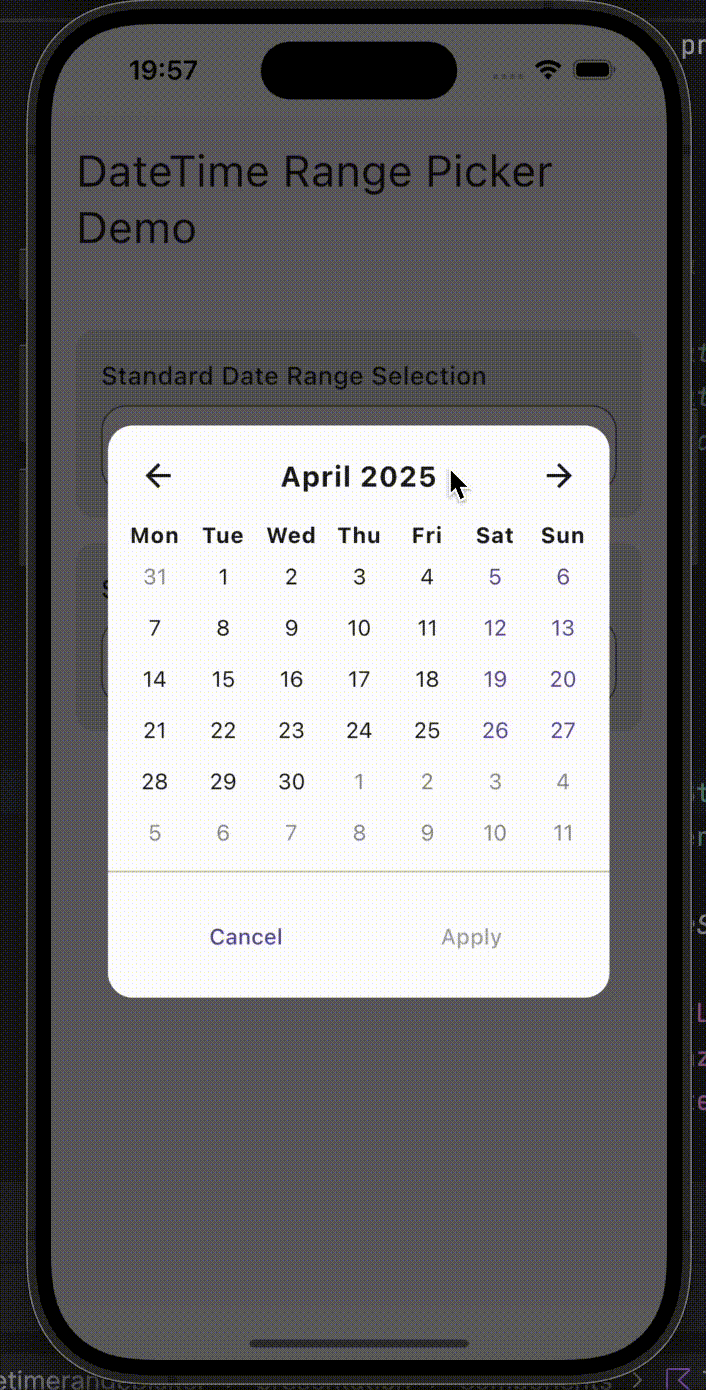 19:57
DateTime Range Picker
Demo
Standard Date Range Selection
April 2025
Mon Tue Wed Thu Fri Sat Sun
31 1 2 3 4 5 6
7 8 9 10 11 12 13
14 15 16 17 18 19 20
21 22 23 24 25 26 27
28 29 30 1 2 3 4
5 6 7 8 9 10 11
Cancel Apply